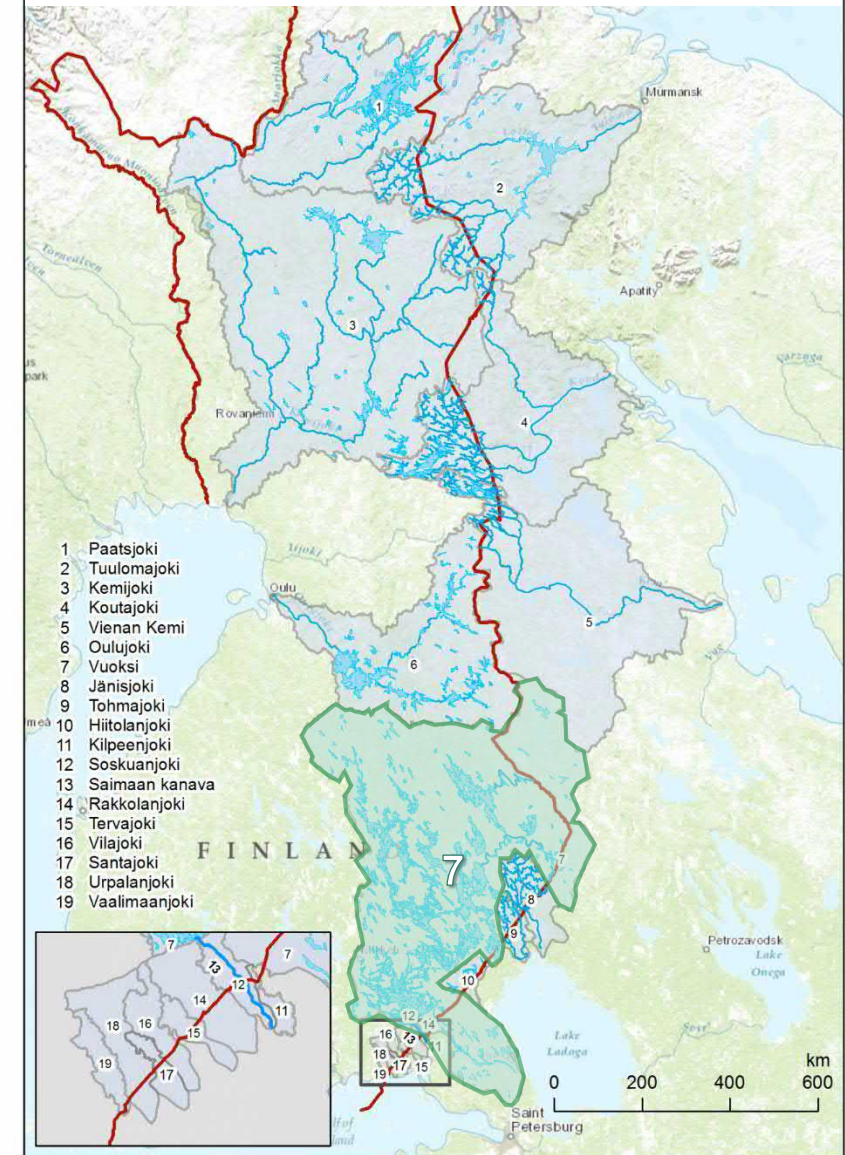 Murmansk
1
2
Apatity
3
4
Rovaniemi
1 Paatsjoki
2 Tuulomajoki
3 Kemijoki
4 Koutajoki
5 Vienan Kemi
6 Oulujoki
7 Vuoksi
8 Jänisjoki
9 Tohmajoki
10 Hiitolanjoki
11 Kilpeenjoki
12 Soskuanjoki
13 Saimaan kanava
14 Rakkolanjoki
15 Tervajoki
16 Vilajoki
17 Santajoki
18 Urpalanjoki
19 Vaalimaanjoki
Oulu
5
6
7
FINLAN
7
8
9
10
Petrozavodsk
Lake
Onega
Lake
Ladoga
12
14
16
13
11
18
17
15
19
Saint
Petersburg
km
0 200 400 600
7
13
7
12
14
11
18
16
15
19
17